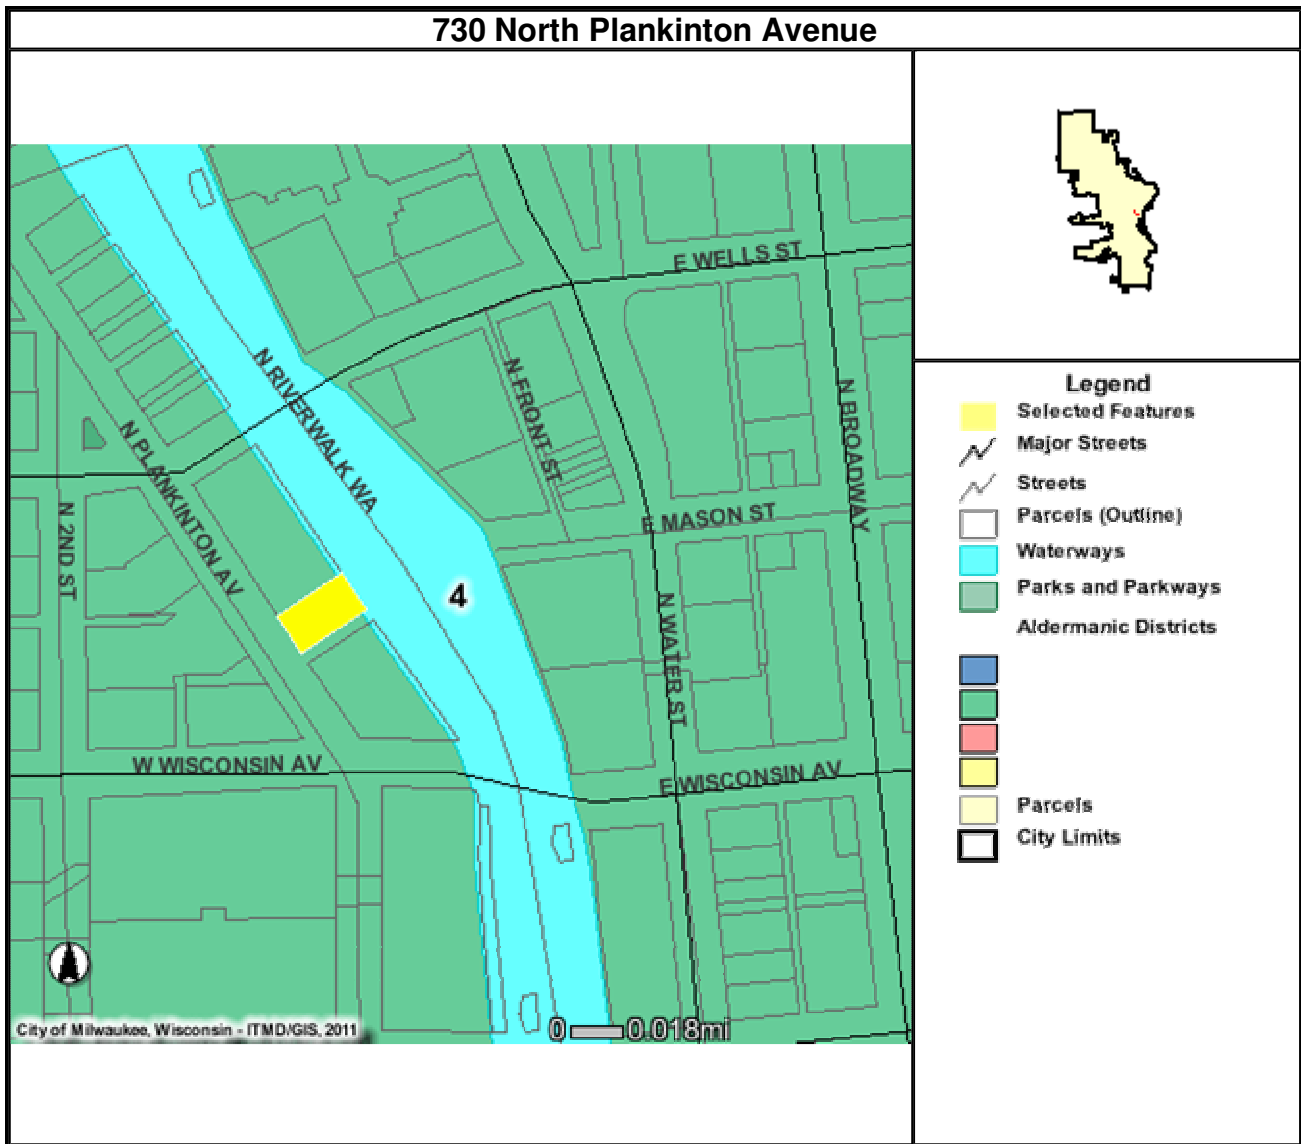 730 North Plankinton Avenue
E WELLS ST
N RIVERWALK WA
N FRONT ST
N BROADWAY
N PLANKINTON AV
N 2ND ST
E MASON ST
4
N WATER ST
W WISCONSIN AV
E WISCONSIN AV
City of Milwaukee, Wisconsin - ITMD/GIS, 2011
0 0.018mi
Legend
Selected Features
Major Streets
Streets
Parcels (Outline)
Waterways
Parks and Parkways
Aldermanic Districts
Parcels
City Limits